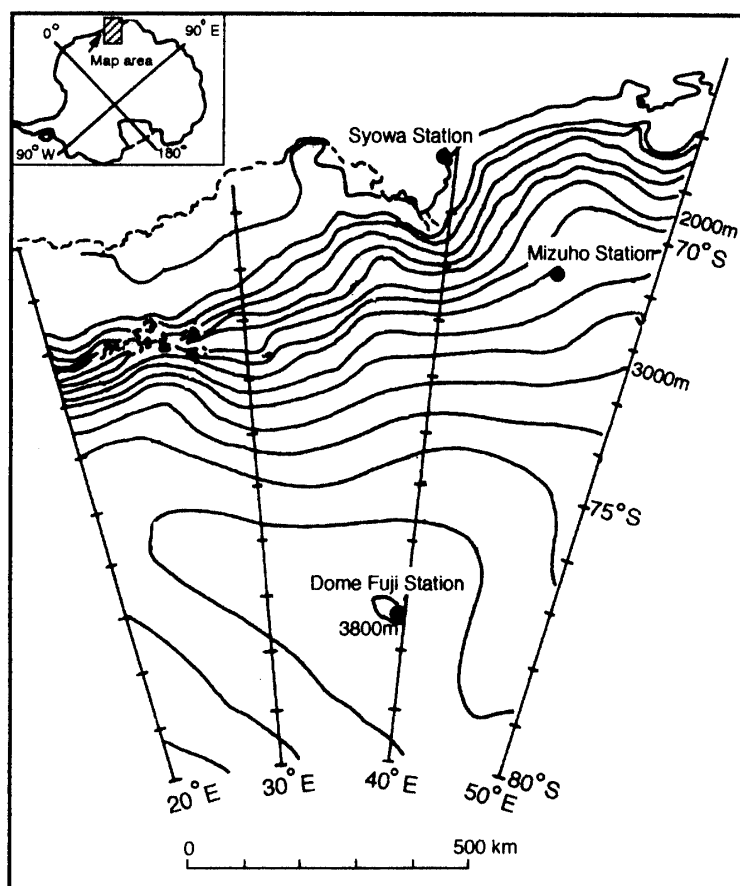 0°
90° E
Map area
90° W
180°
Syowa Station
2000m
70°S
Mizuho Station
3000m
75°S
Dome Fuji Station
3800m
20°E
30°E
40°E
50°E
80°S
0
500 km